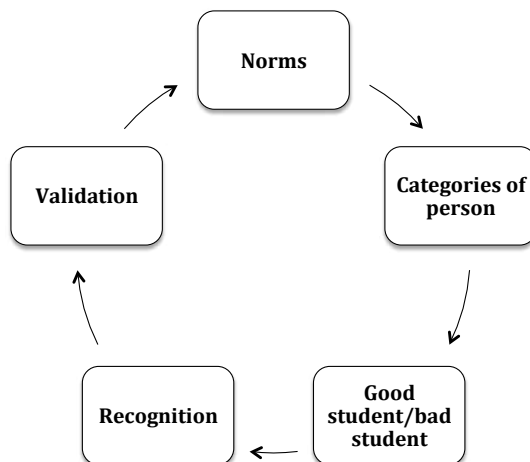 Norms
Categories of
person
Good
student/bad
student
Recognition
Validation